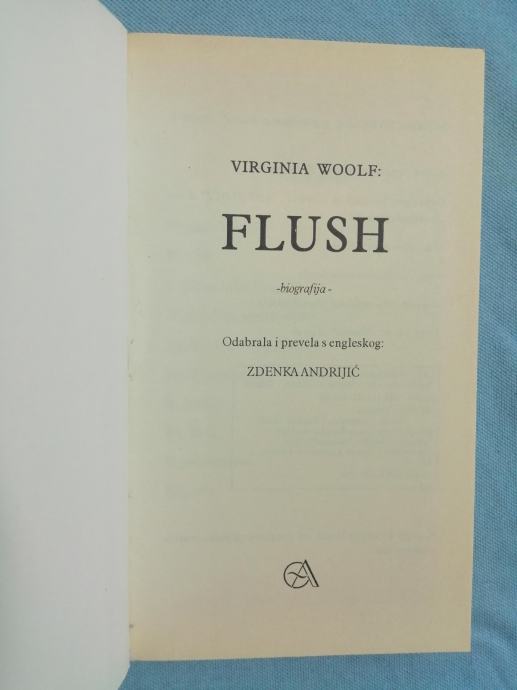 VIRGINIA WOOLF:
FLUSH
-biografija-
Odabrala i prevela s engleskog:
ZDENKA ANDRIJIĆ